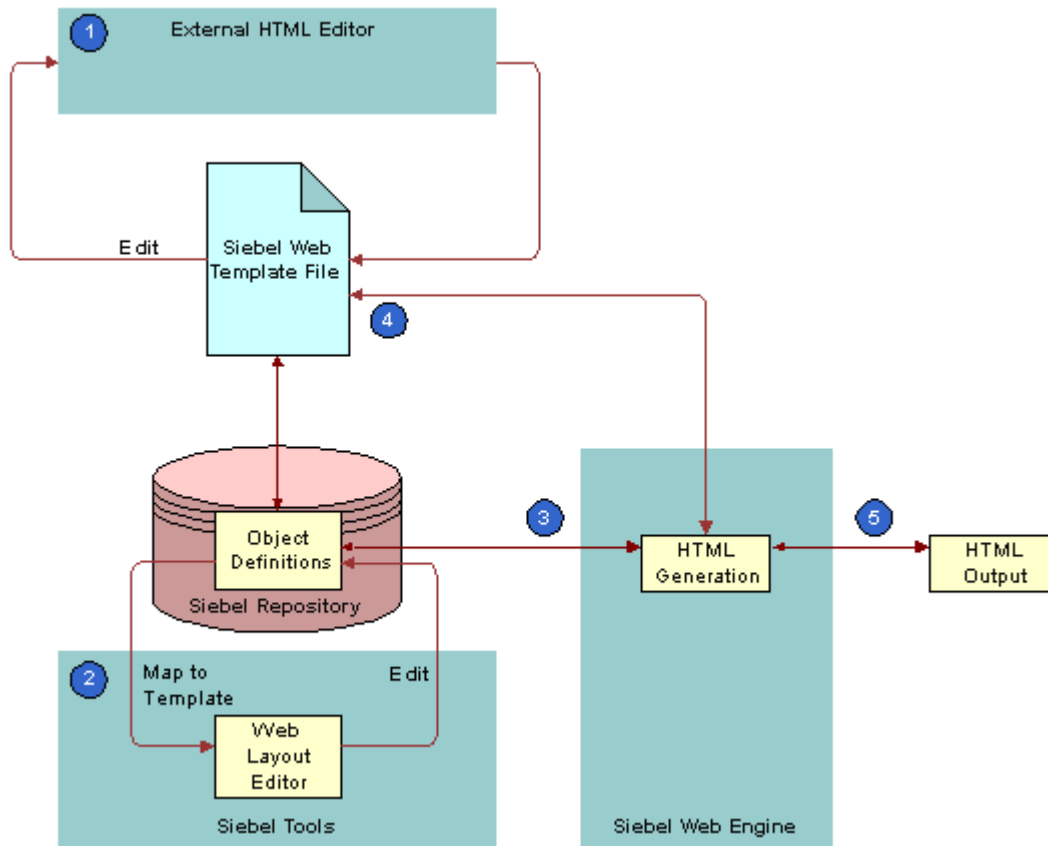 1
External HTML Editor
Edit
Siebel Web
Template File
4
Object
Definitions
Siebel Repository
3
HTML
Generation
5
HTML
Output
2
Map to
Template
Edit
Web
Layout
Editor
Siebel Tools
Siebel Web Engine